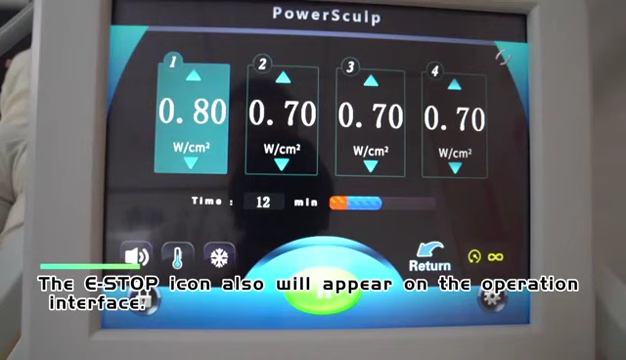 PowerSculp
1 2 3 4
0.80 0.70 0.70 0.70
W/cm² W/cm² W/cm² W/cm²
Time : 12 min
Return
The E-STOP icon also will appear on the operation
interface.